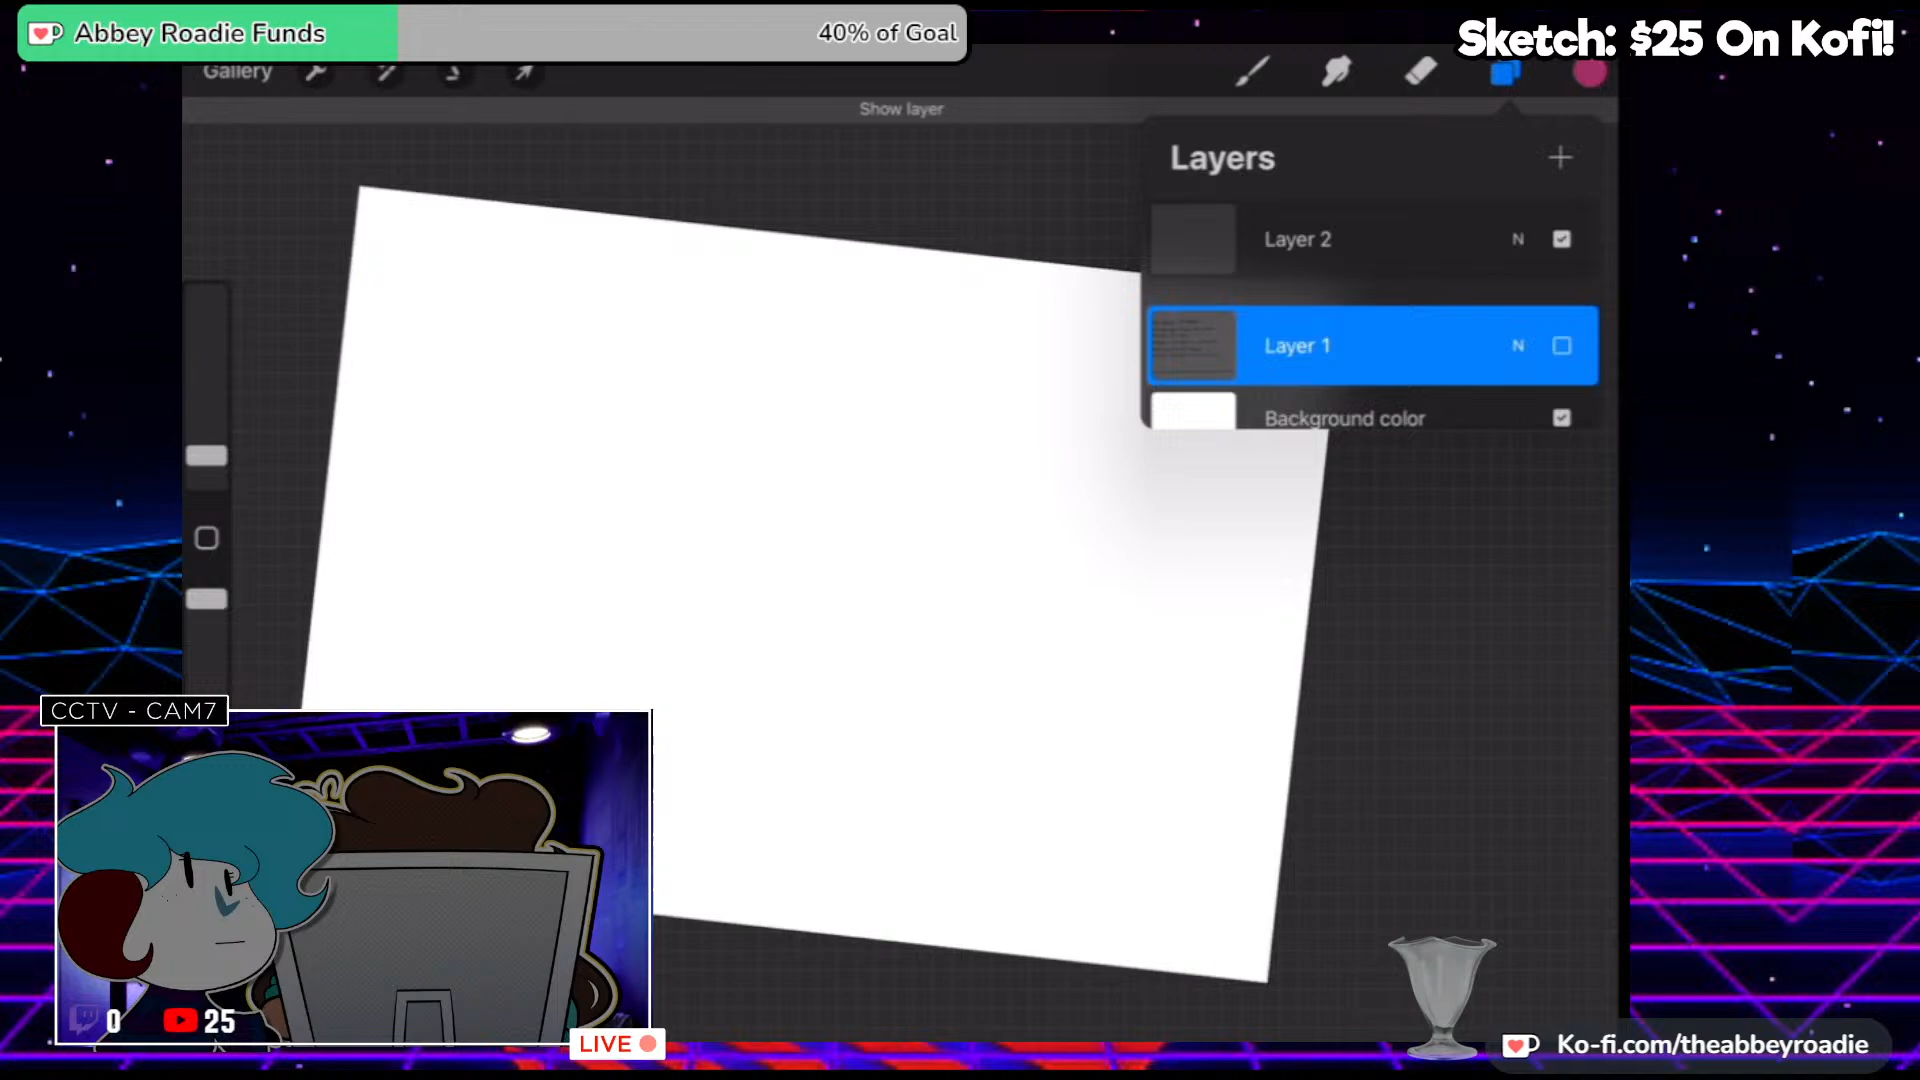 Abbey Roadie Funds
40% of Goal
Sketch: $25 On Kofi!
Gallery
Show layer
Layers
Layer 2
N
Layer 1
N
Background color
CCTV - CAM7
0
25
LIVE
Ko-fi.com/theabbeyroadie